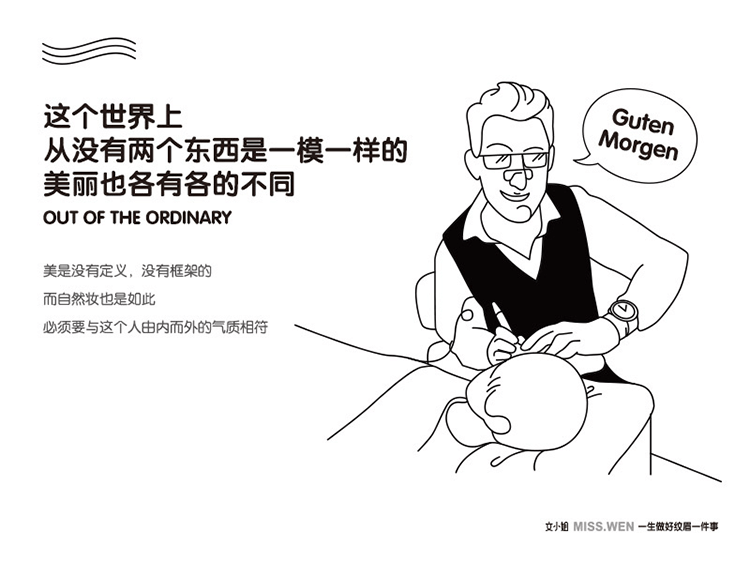 这个世界上
从没有两个东西是一模一样的
美丽也各有各的不同
OUT OF THE ORDINARY
美是没有定义，没有框架的
而自然妆也是如此
必须要与这个人由内而外的气质相符
Guten
Morgen
文小姐 MISS.WEN 一生做好纹眉一件事